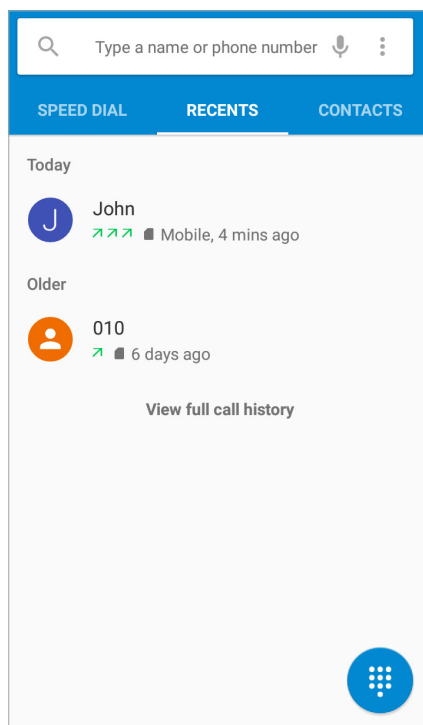 Type a name or phone number
SPEED DIAL RECENTS CONTACTS
Today
J
John
Mobile, 4 mins ago
Older
010
6 days ago
View full call history